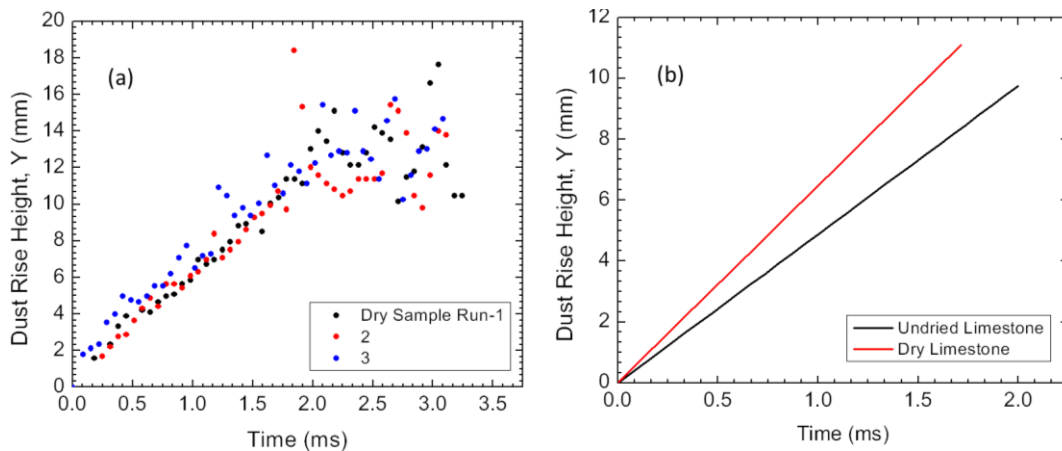 (a)
Dust Rise Height, Y (mm)
20
18
16
14
12
10
8
6
4
2
0
0.0 0.5 1.0 1.5 2.0 2.5 3.0 3.5
Time (ms)
Dry Sample Run-1
2
3
(b)
Dust Rise Height, Y (mm)
12
10
8
6
4
2
0
0.0 0.5 1.0 1.5 2.0
Time (ms)
Undried Limestone
Dry Limestone